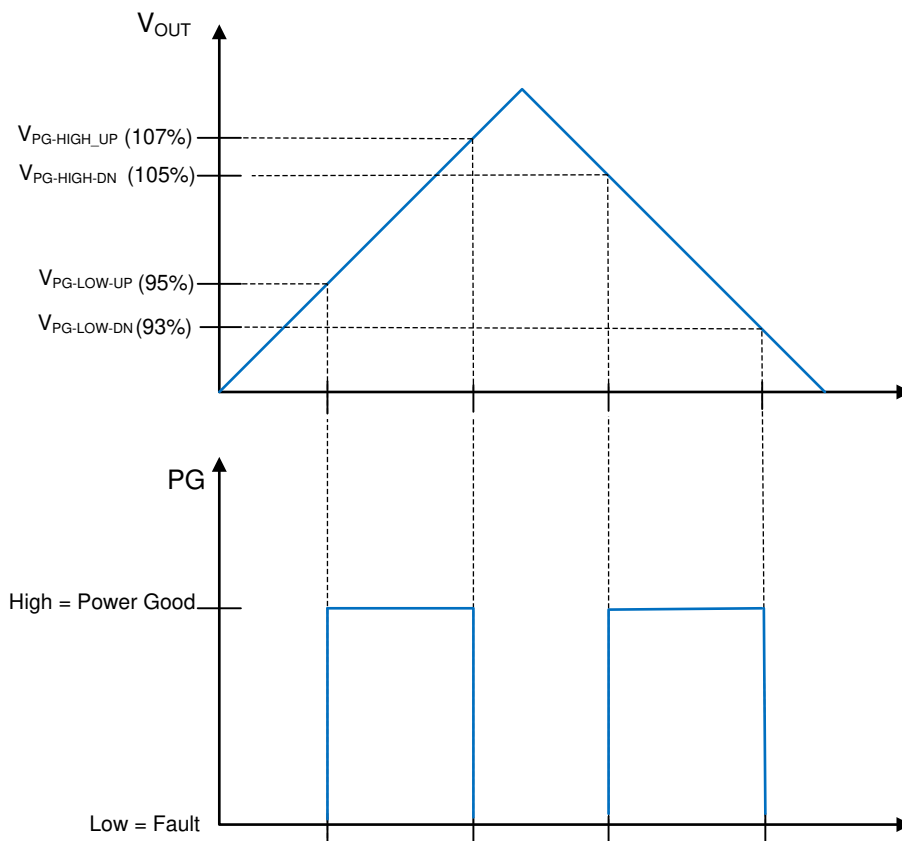 VOUT
VPG-HIGH_UP (107%)
VPG-HIGH-DN (105%)
VPG-LOW-UP (95%)
VPG-LOW-DN (93%)
PG
High = Power Good
Low = Fault